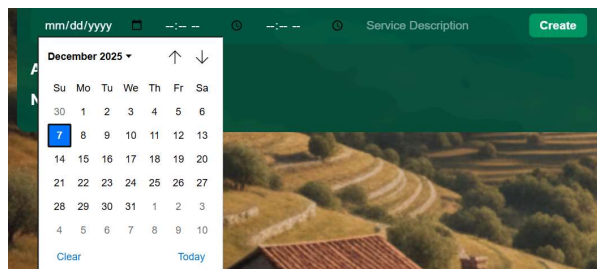 mm/dd/yyyy --:-- -- --:-- -- Service Description Create
December 2025
Su Mo Tu We Th Fr Sa
30 1 2 3 4 5 6
7 8 9 10 11 12 13
14 15 16 17 18 19 20
21 22 23 24 25 26 27
28 29 30 31 1 2 3
4 5 6 7 8 9 10
Clear Today